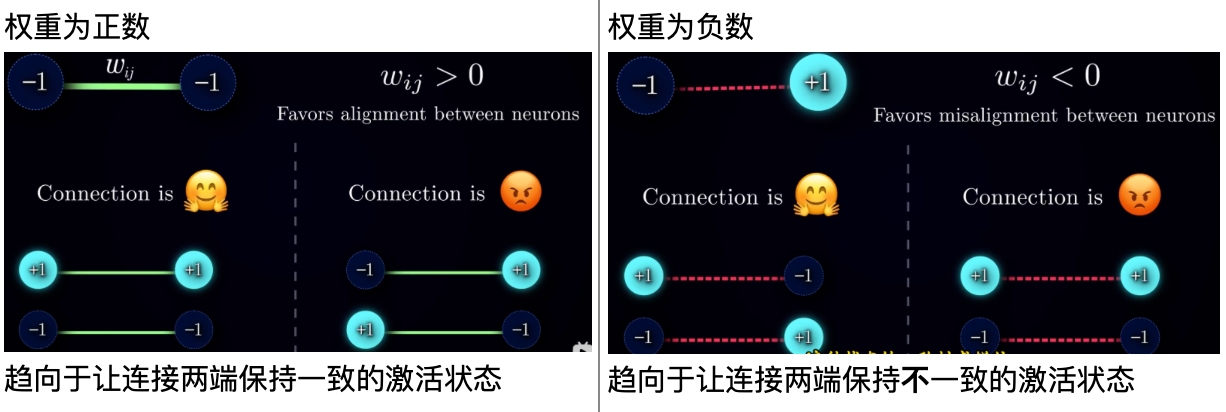 权重为正数
−1 w_{ij} −1
w_{ij} > 0
Favors alignment between neurons
Connection is
Connection is
+1 +1
−1 +1
−1 −1
+1 −1
趋向于让连接两端保持一致的激活状态
权重为负数
−1 +1
w_{ij} < 0
Favors misalignment between neurons
Connection is
Connection is
+1 −1
+1 +1
−1 +1
−1 −1
趋向于让连接两端保持不一致的激活状态